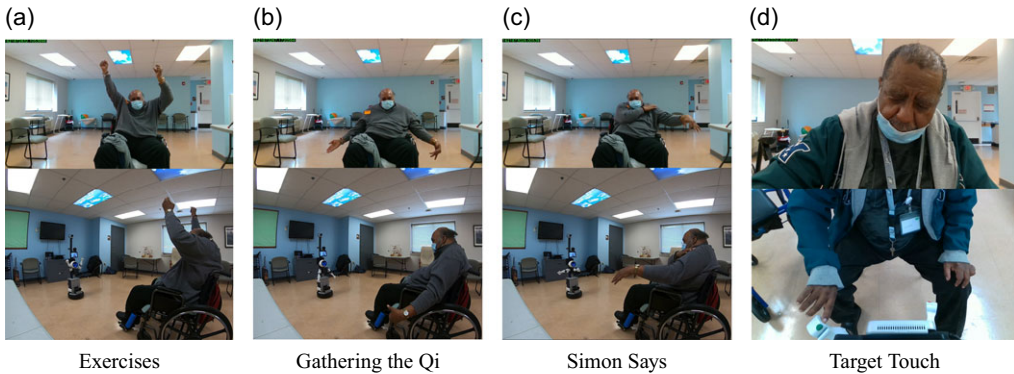 (a)
(b)
(c)
(d)
Exercises
Gathering the Qi
Simon Says
Target Touch